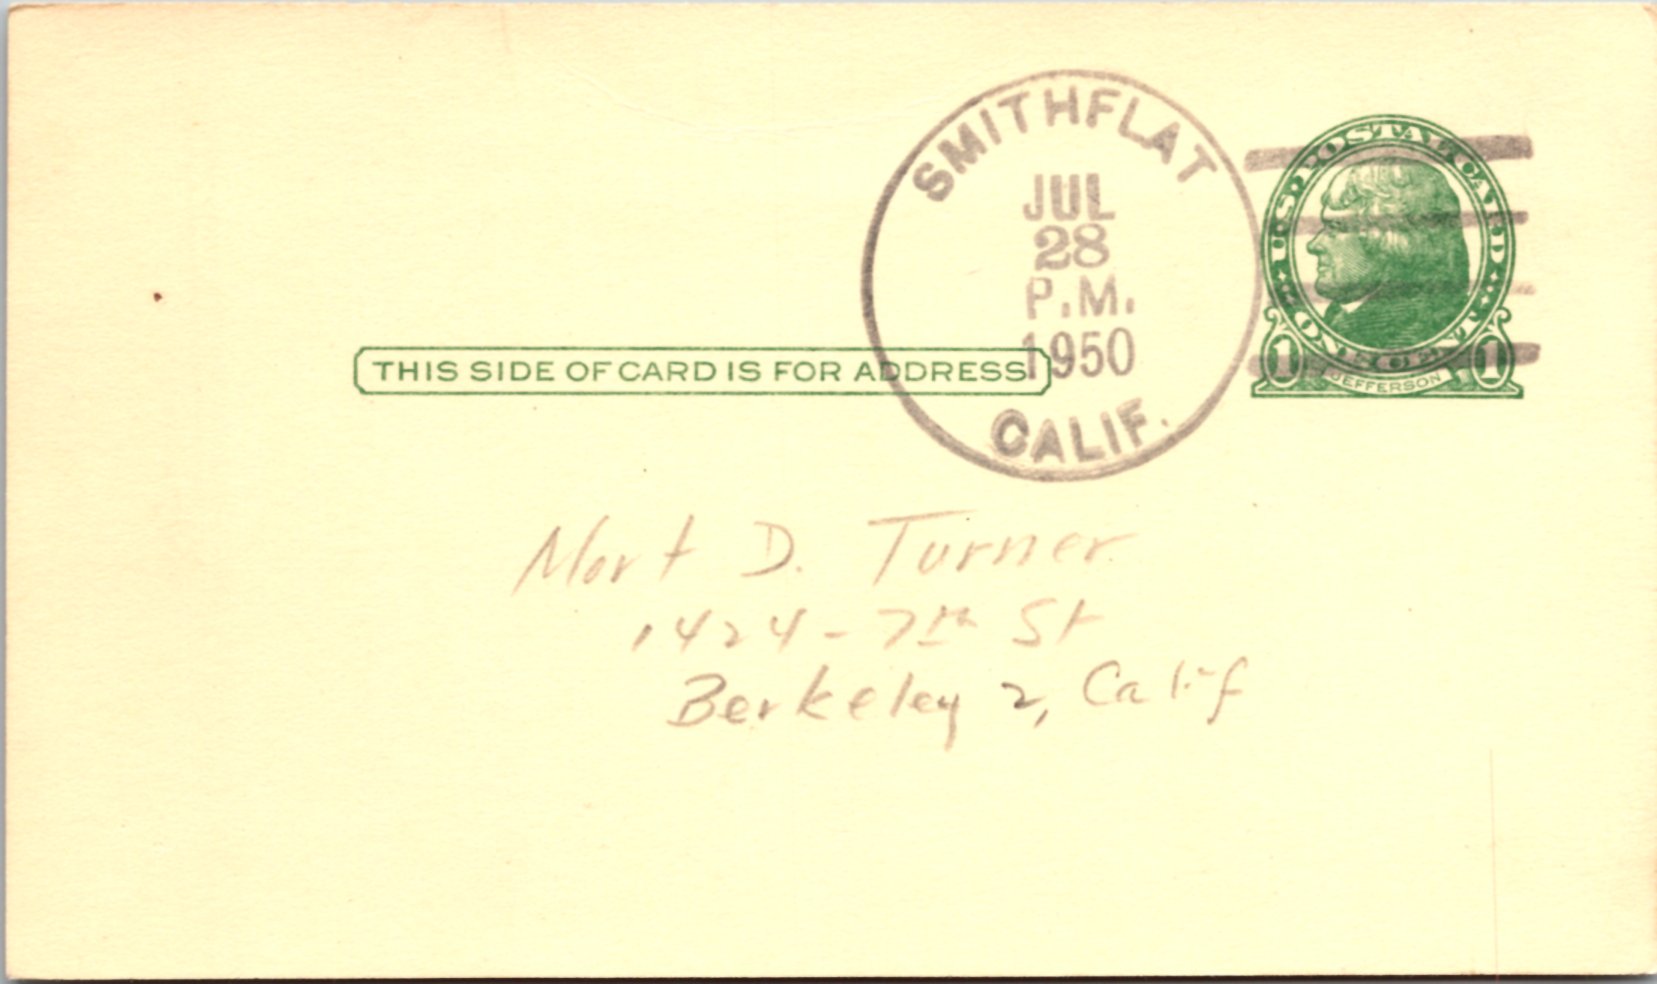 SMITHFLAT
JUL
28
P.M.
1950
CALIF.
U.S. POSTAL CARD
ONE CENT
1 JEFFERSON 1
THIS SIDE OF CARD IS FOR ADDRESS
Mort D. Turner
1424 - 7th St
Berkeley 2, Calif